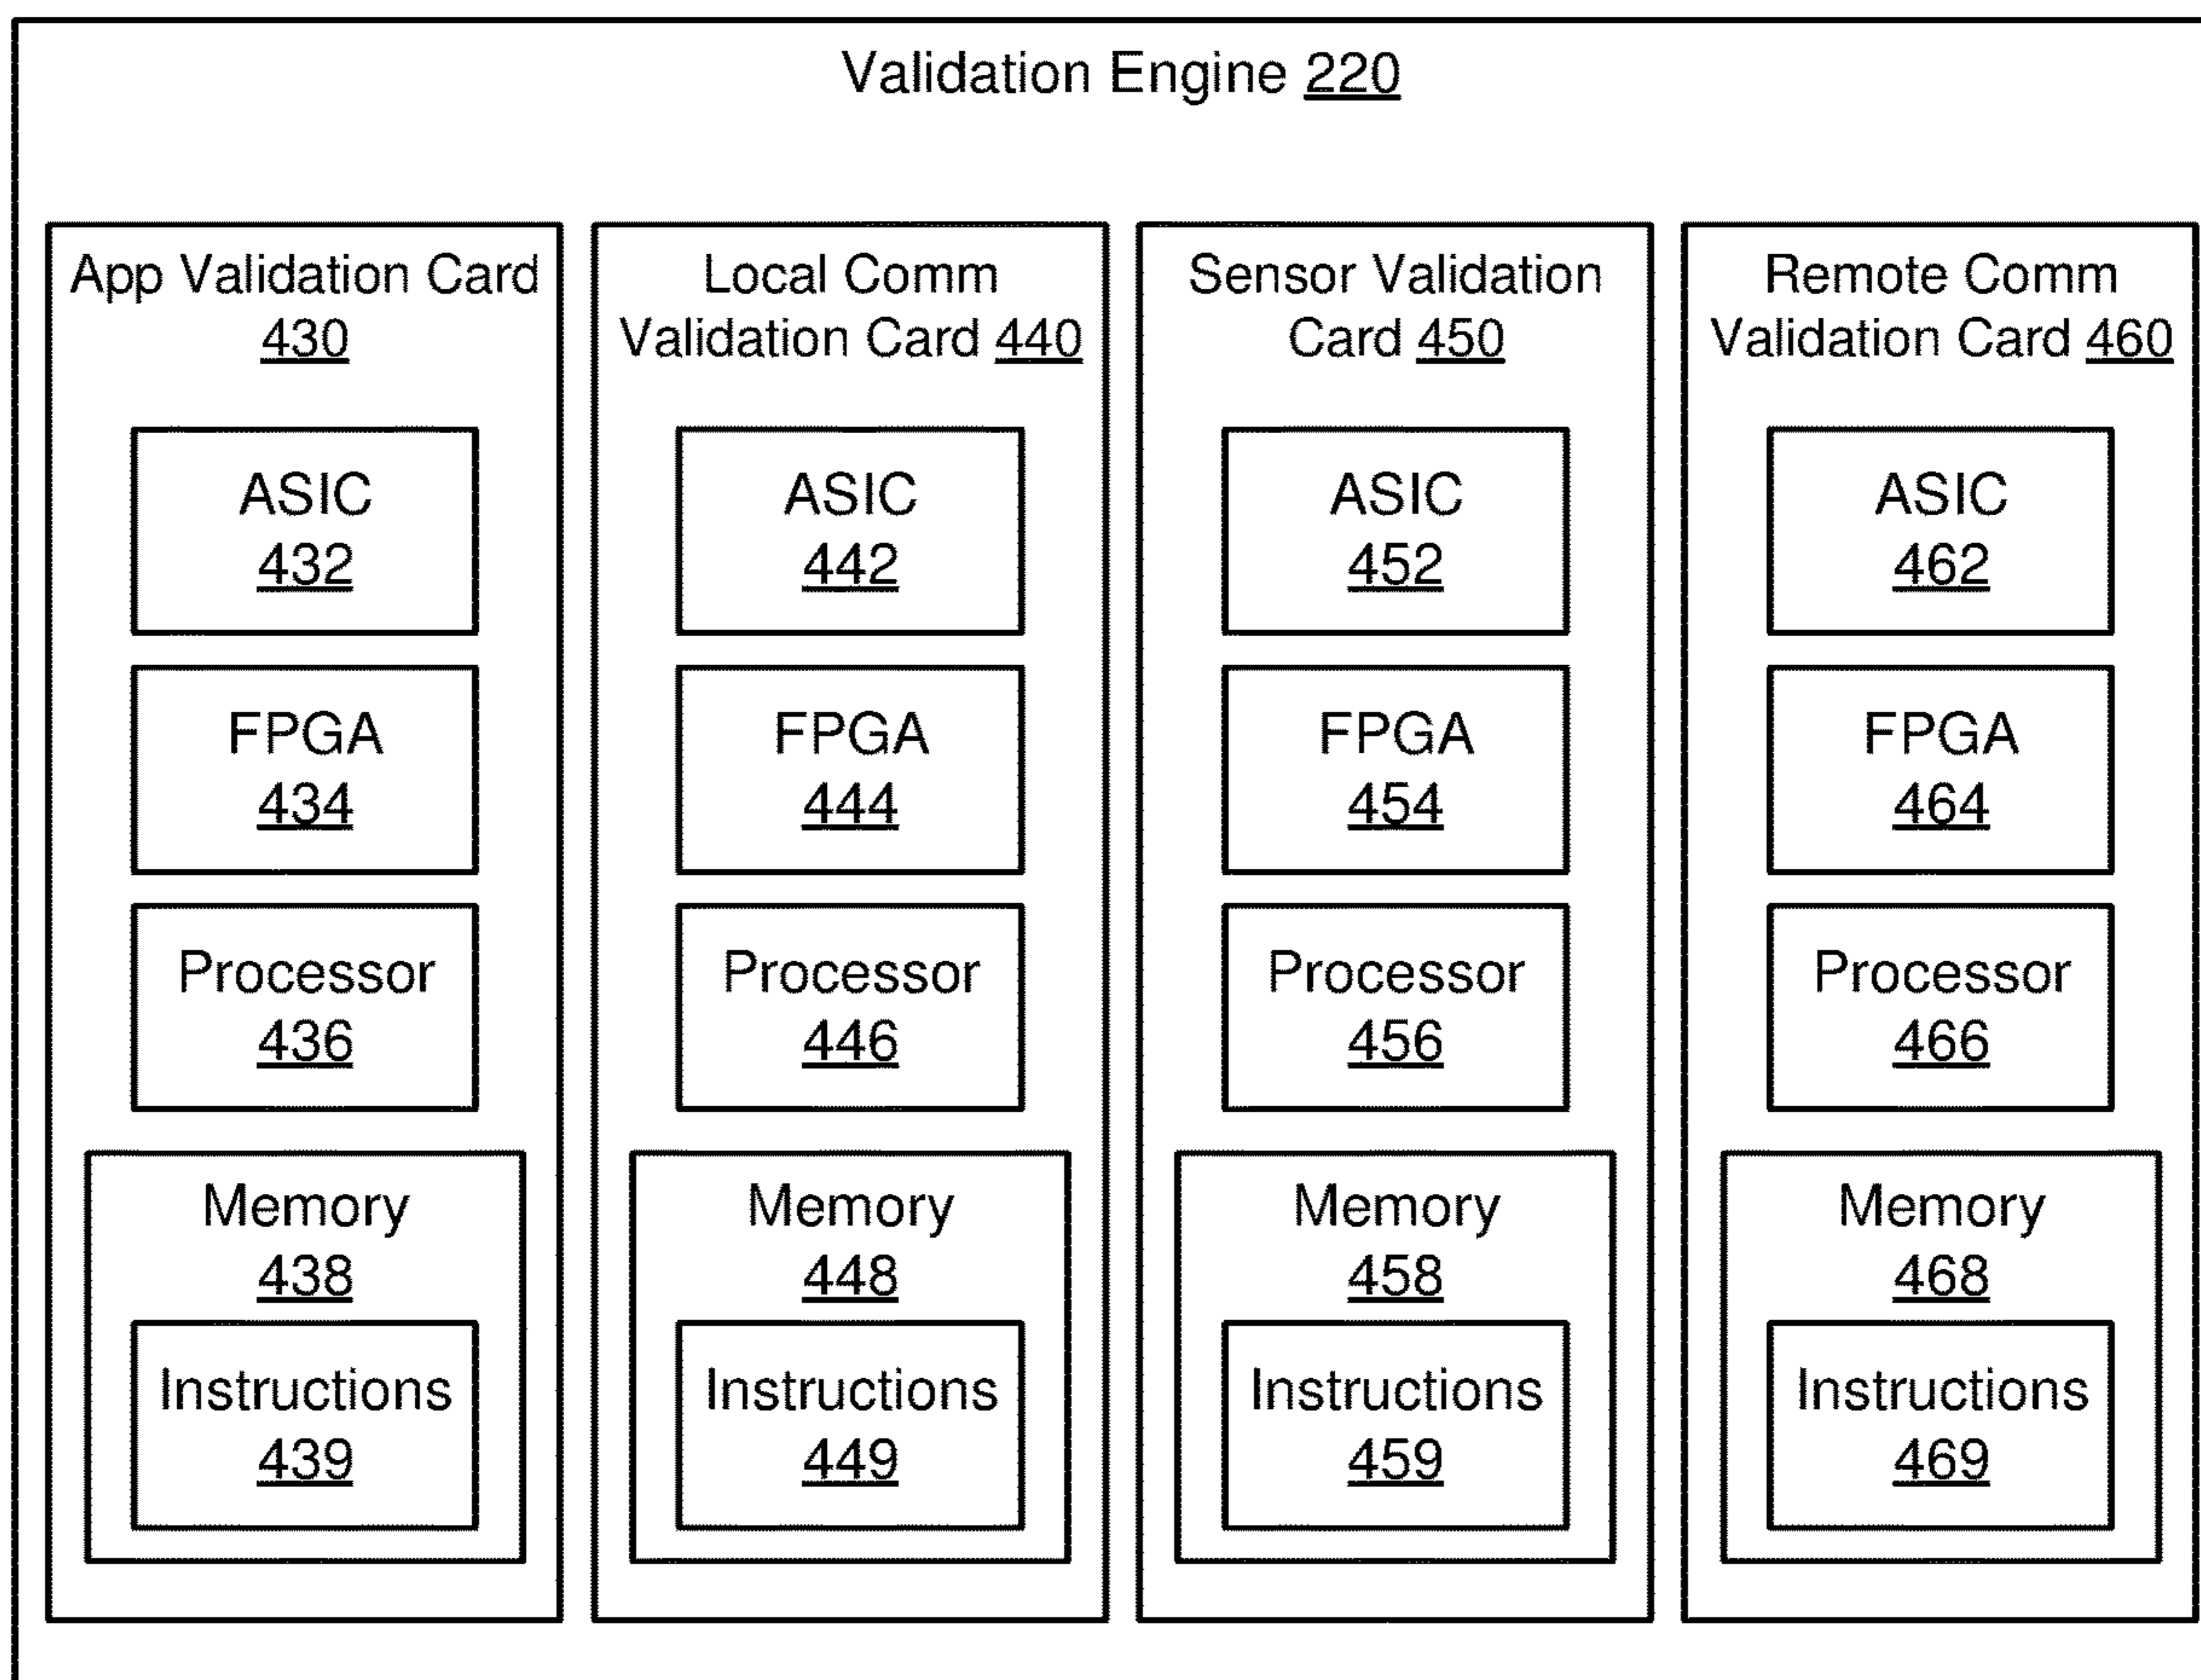 Validation Engine 220
App Validation Card
430
ASIC
432
FPGA
434
Processor
436
Memory
438
Instructions
439
Local Comm
Validation Card 440
ASIC
442
FPGA
444
Processor
446
Memory
448
Instructions
449
Sensor Validation
Card 450
ASIC
452
FPGA
454
Processor
456
Memory
458
Instructions
459
Remote Comm
Validation Card 460
ASIC
462
FPGA
464
Processor
466
Memory
468
Instructions
469